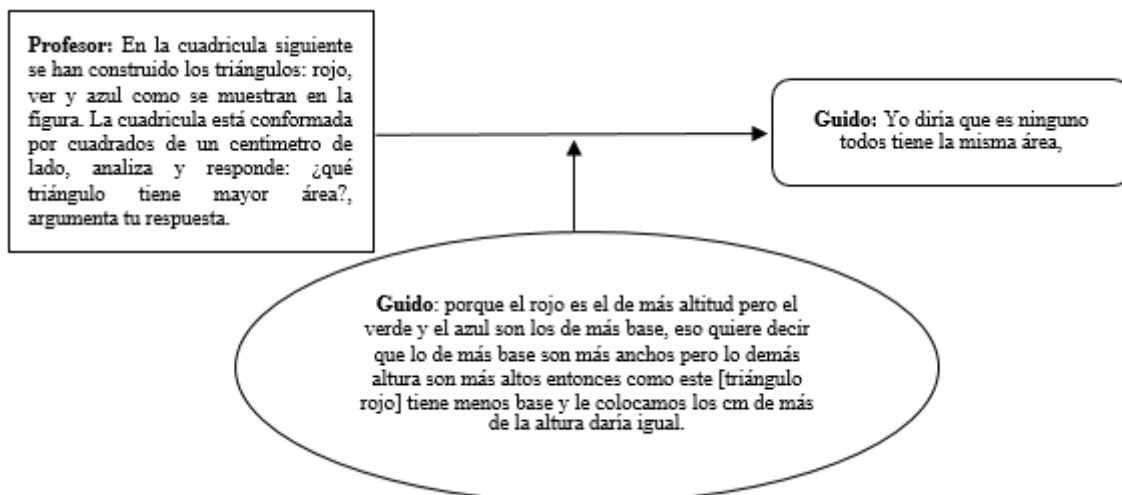 Profesor: En la cuadricula siguiente
se han construido los triángulos: rojo,
ver y azul como se muestran en la
figura. La cuadricula está conformada
por cuadrados de un centímetro de
lado, analiza y responde: ¿qué
triángulo tiene mayor área?,
argumenta tu respuesta.
Guido: Yo diría que es ninguno
todos tiene la misma área,
Guido: porque el rojo es el de más altitud pero el
verde y el azul son los de más base, eso quiere decir
que lo de más base son más anchos pero lo demás
altura son más altos entonces como este [triángulo
rojo] tiene menos base y le colocamos los cm de más
de la altura daría igual.